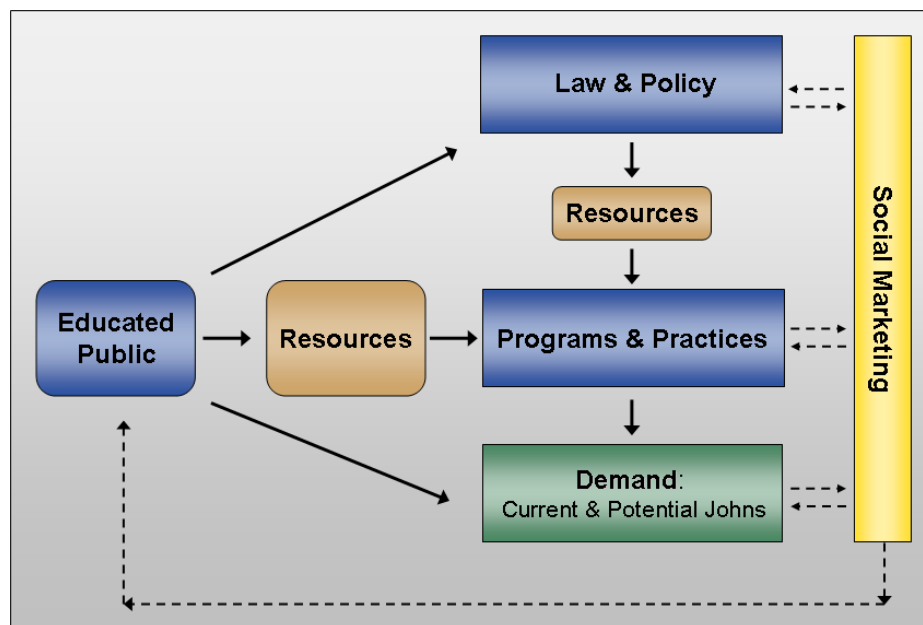 Law & Policy
Resources
Educated
Public
Resources
Programs & Practices
Demand:
Current & Potential Johns
Social Marketing